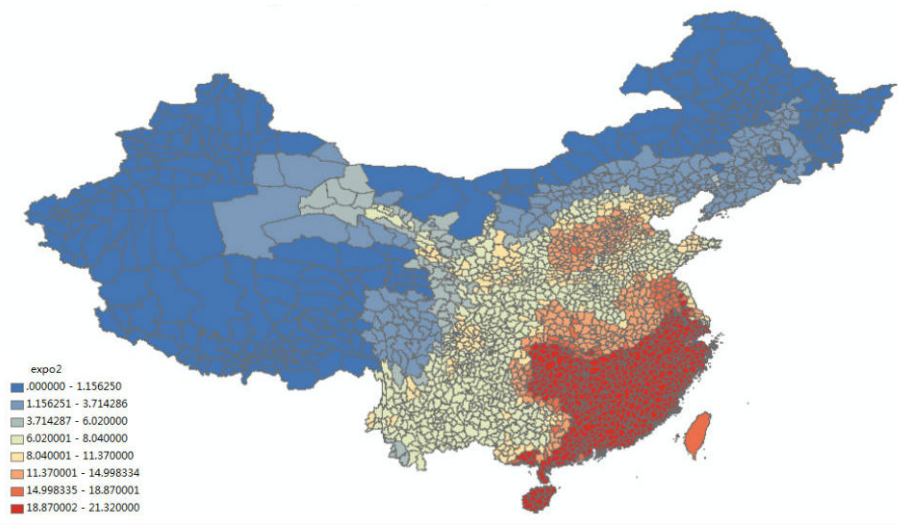 expo2
.000000 - 1.156250
1.156251 - 3.714286
3.714287 - 6.020000
6.020001 - 8.040000
8.040001 - 11.370000
11.370001 - 14.998334
14.998335 - 18.870001
18.870002 - 21.320000